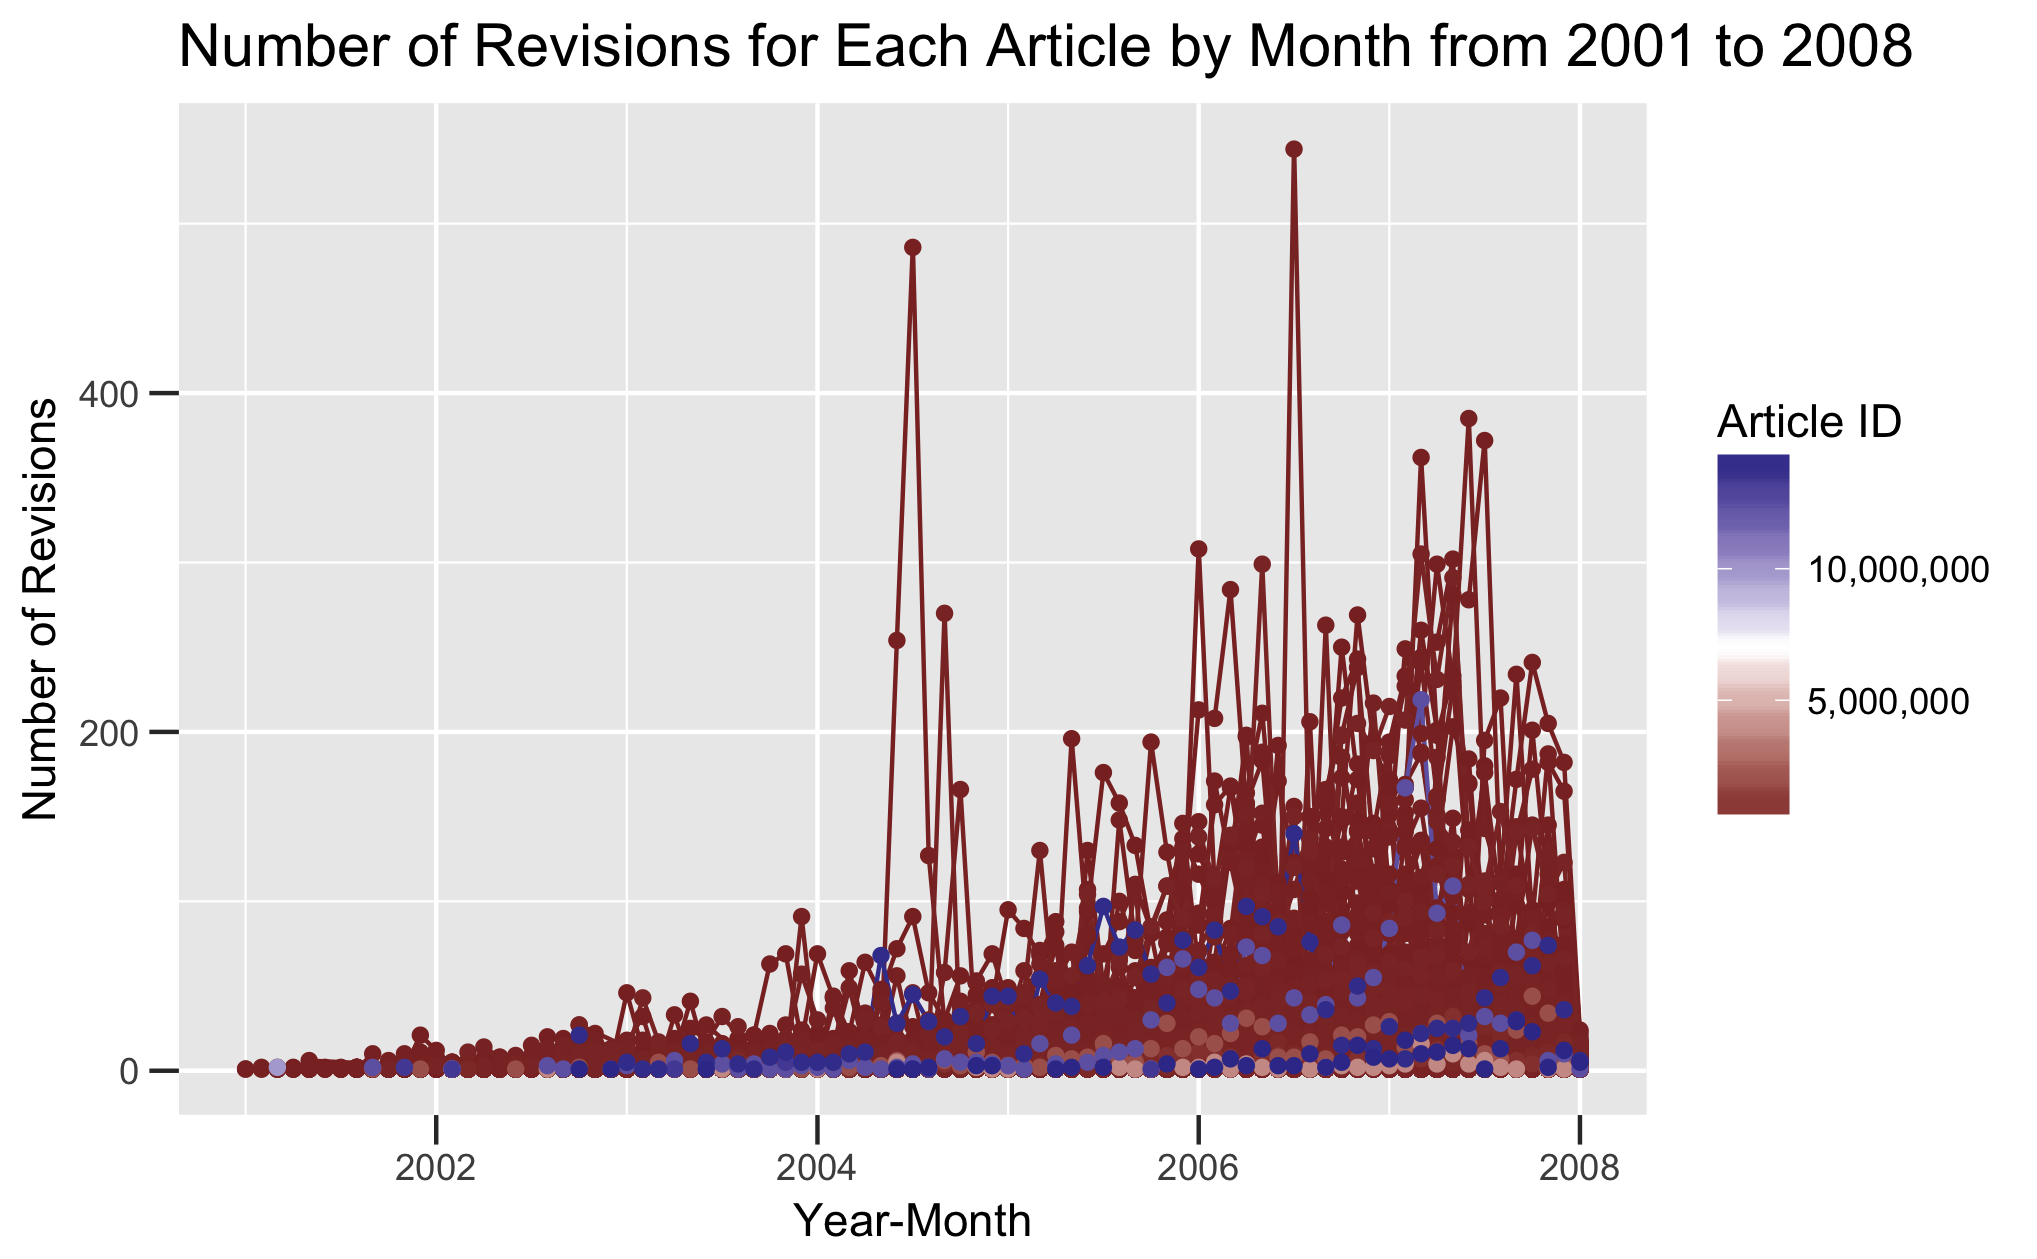 Number of Revisions for Each Article by Month from 2001 to 2008
Number of Revisions
400
200
0
2002
2004
2006
2008
Year-Month
Article ID
10,000,000
5,000,000